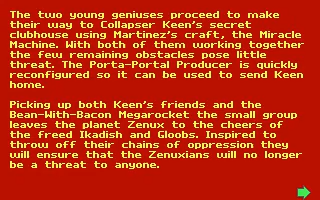 The two young geniuses proceed to make
their way to Collapser Keen's secret
clubhouse using Martinez's craft, the Miracle
Machine. With both of them working together
the few remaining obstacles pose little
threat. The Porta-Portal Producer is quickly
reconfigured so it can be used to send Keen
home.
Picking up both Keen's friends and the
Bean-With-Bacon Megarocket the small group
leaves the planet Zenux to the cheers of
the freed Ikadish and Gloobs. Inspired to
throw off their chains of oppression they
will ensure that the Zenuxians will no longer
be a threat to anyone.